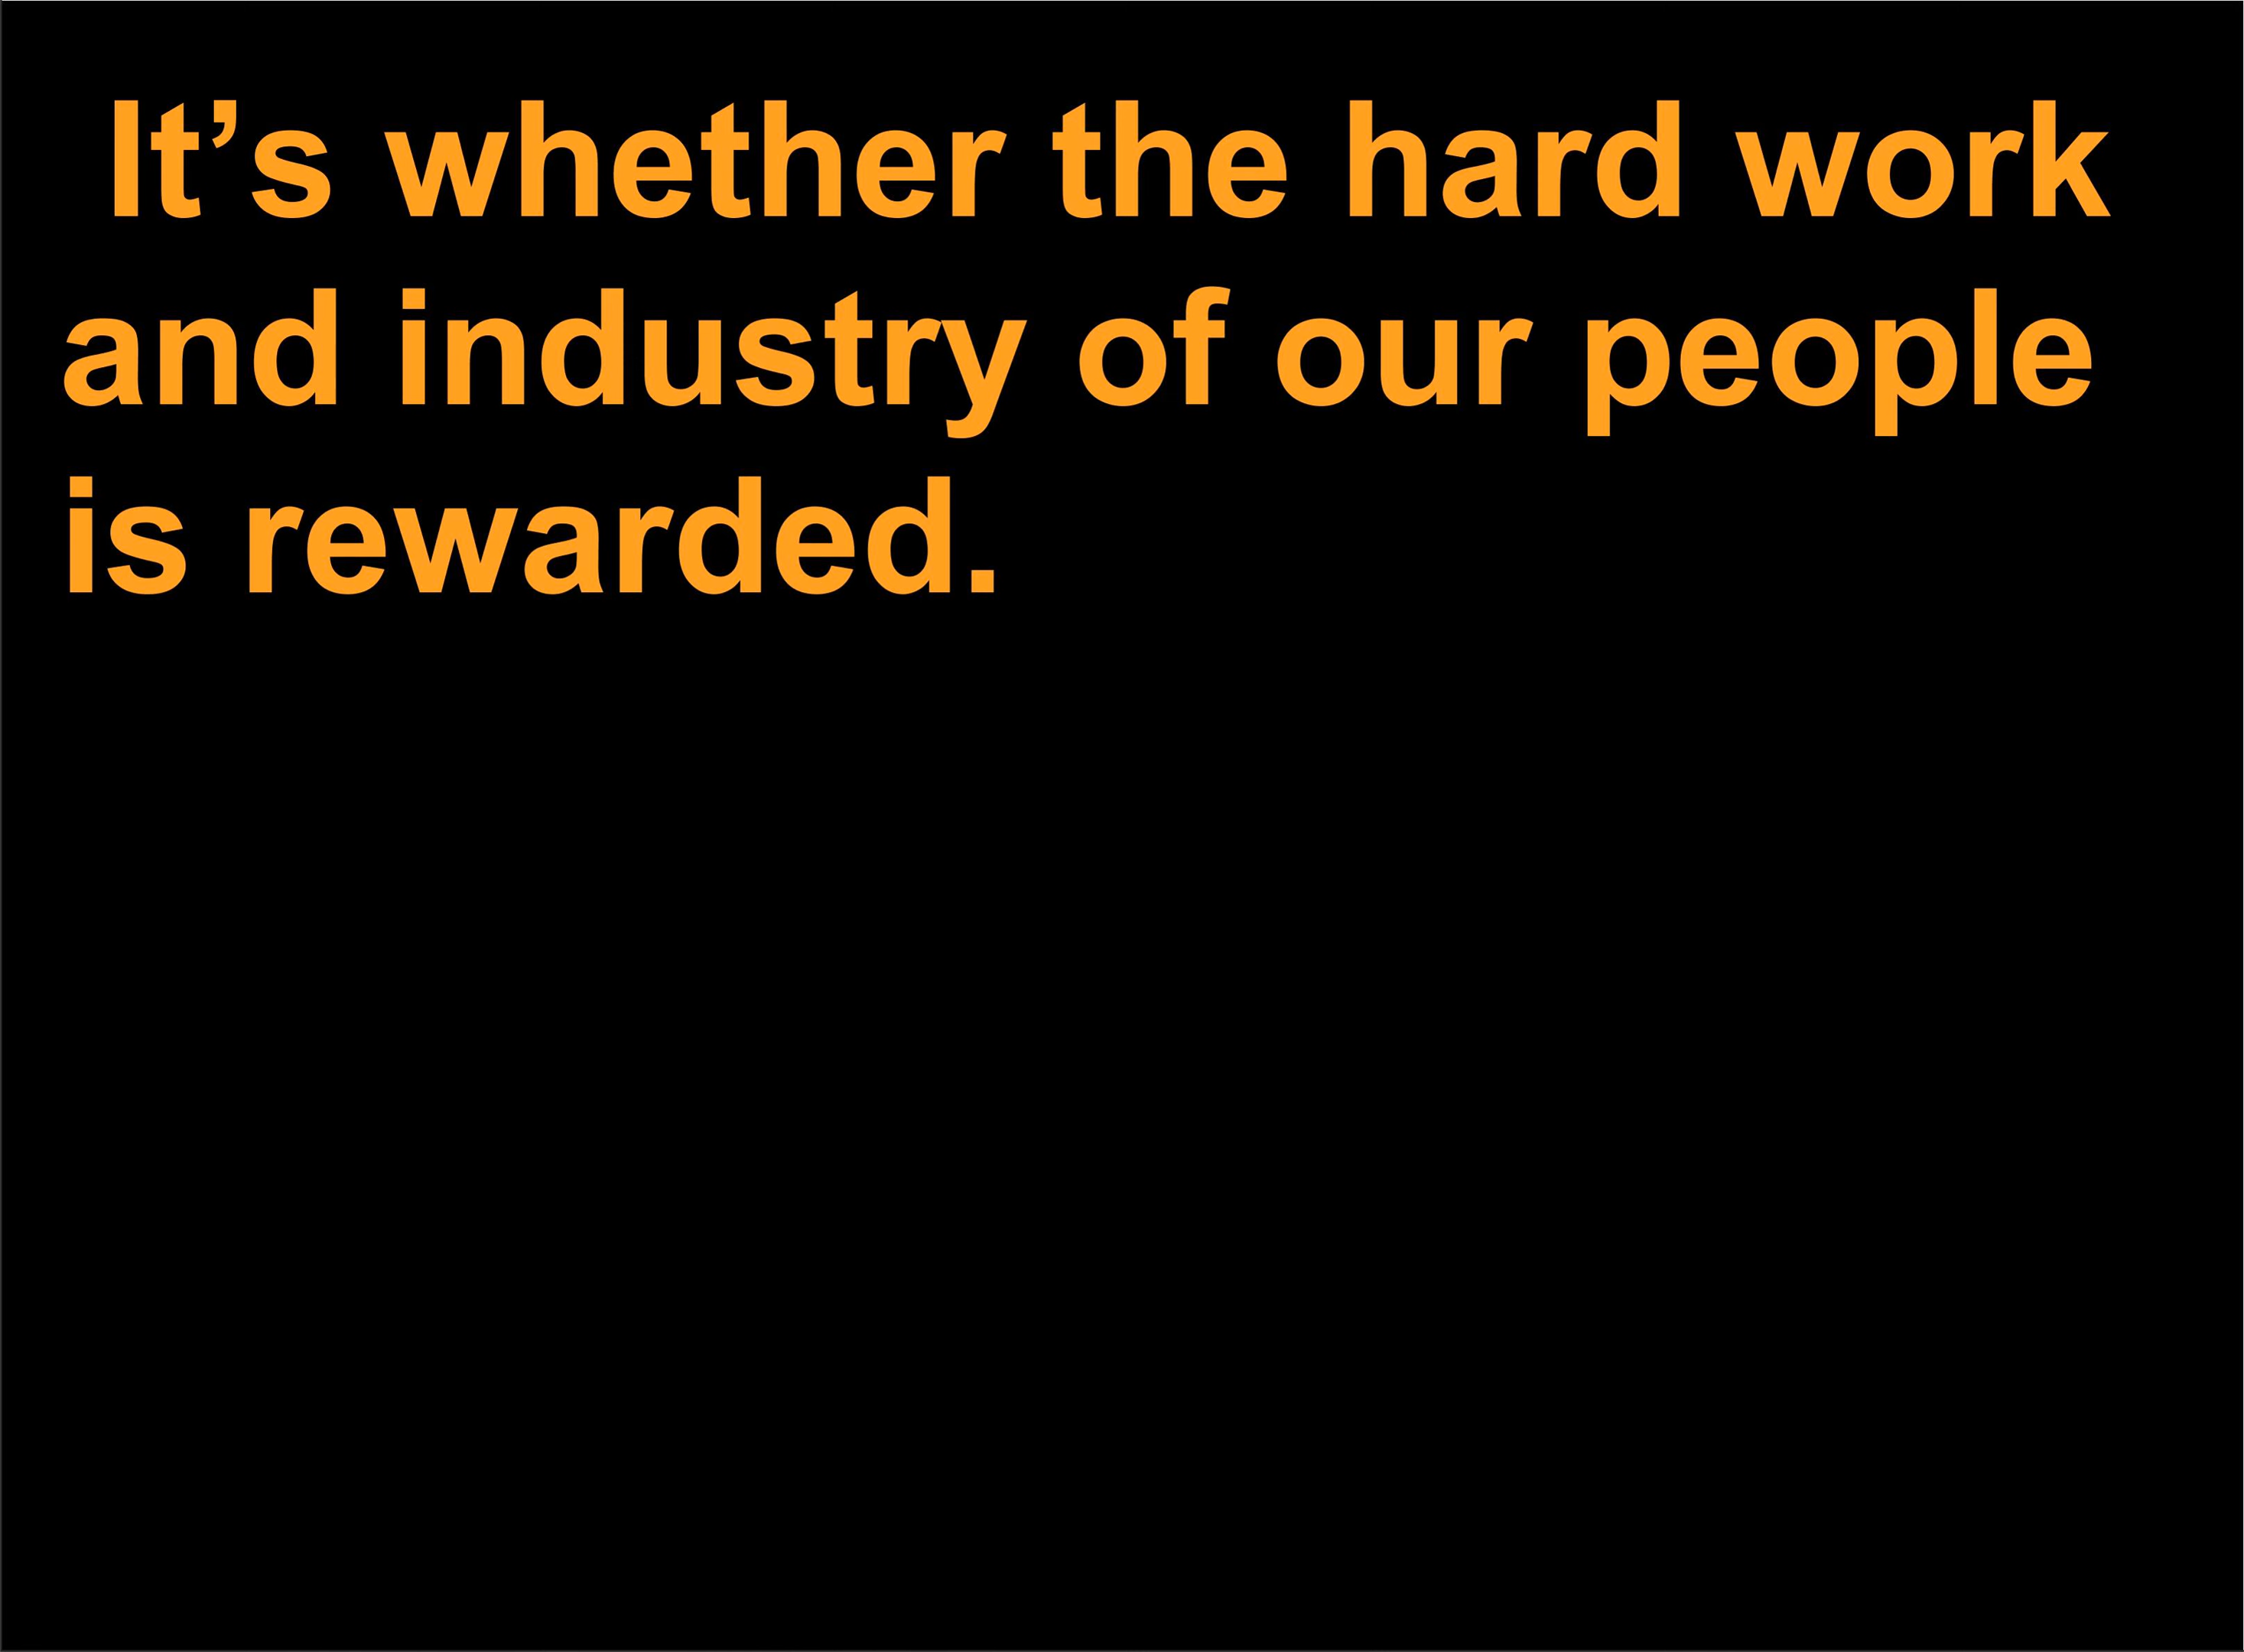 It’s whether the hard work
and industry of our people
is rewarded.